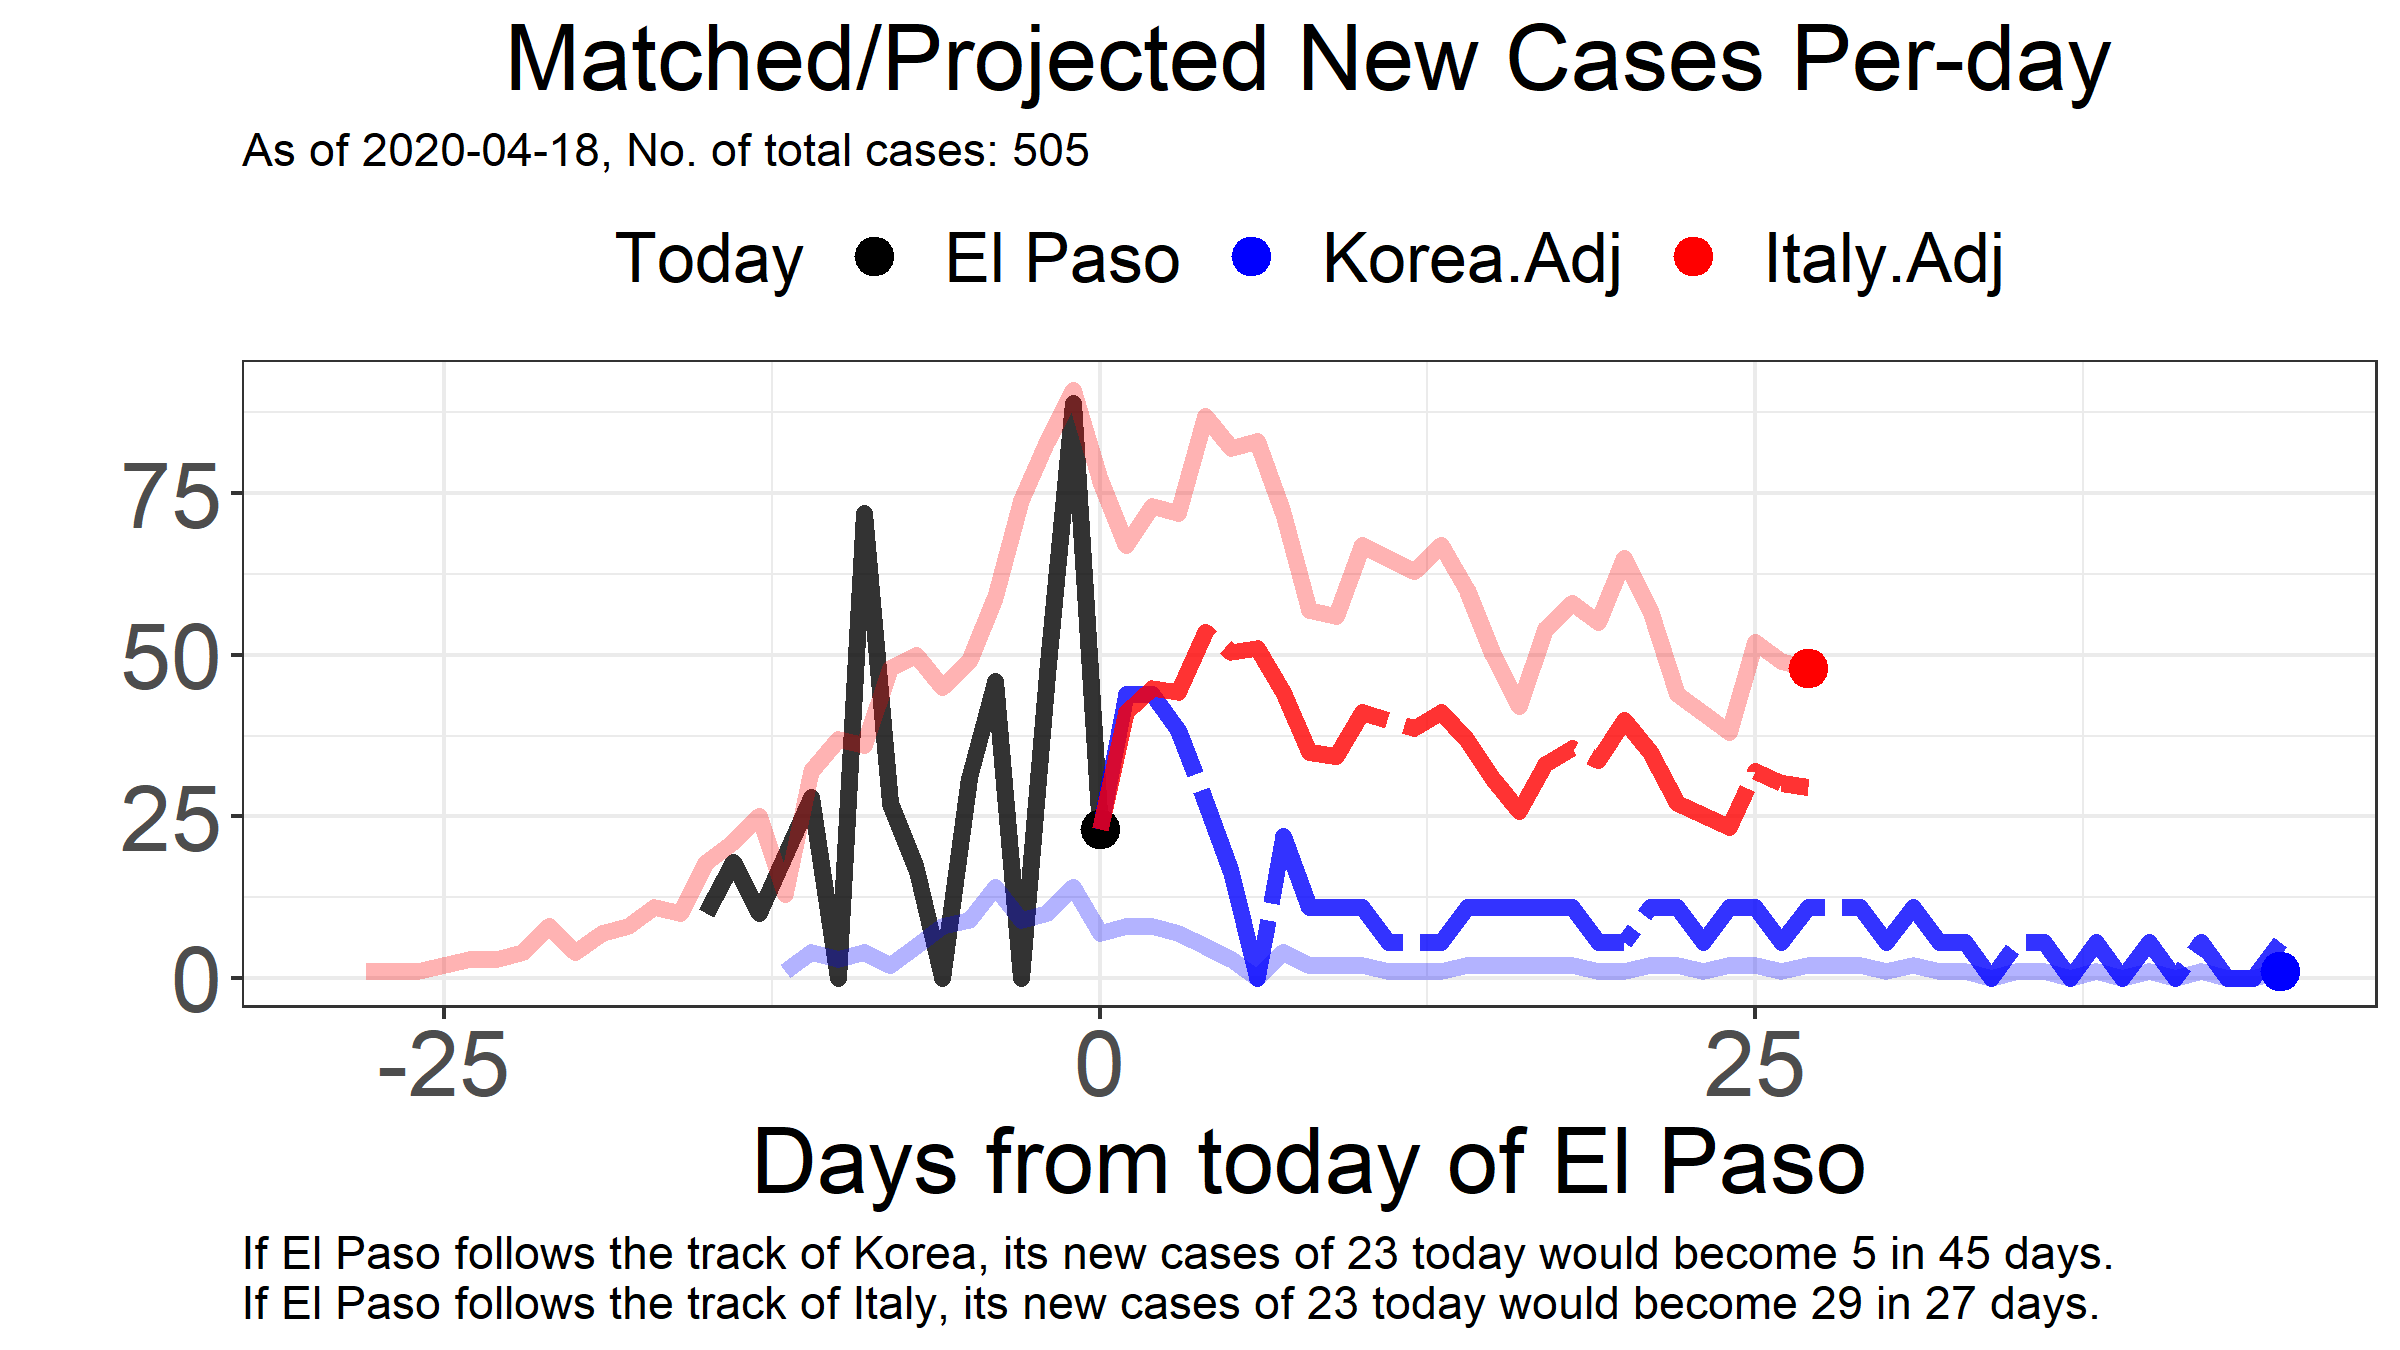 Matched/Projected New Cases Per-day
As of 2020-04-18, No. of total cases: 505
Today El Paso Korea.Adj Italy.Adj
75
50
25
0
-25 0 25
Days from today of El Paso
If El Paso follows the track of Korea, its new cases of 23 today would become 5 in 45 days.
If El Paso follows the track of Italy, its new cases of 23 today would become 29 in 27 days.